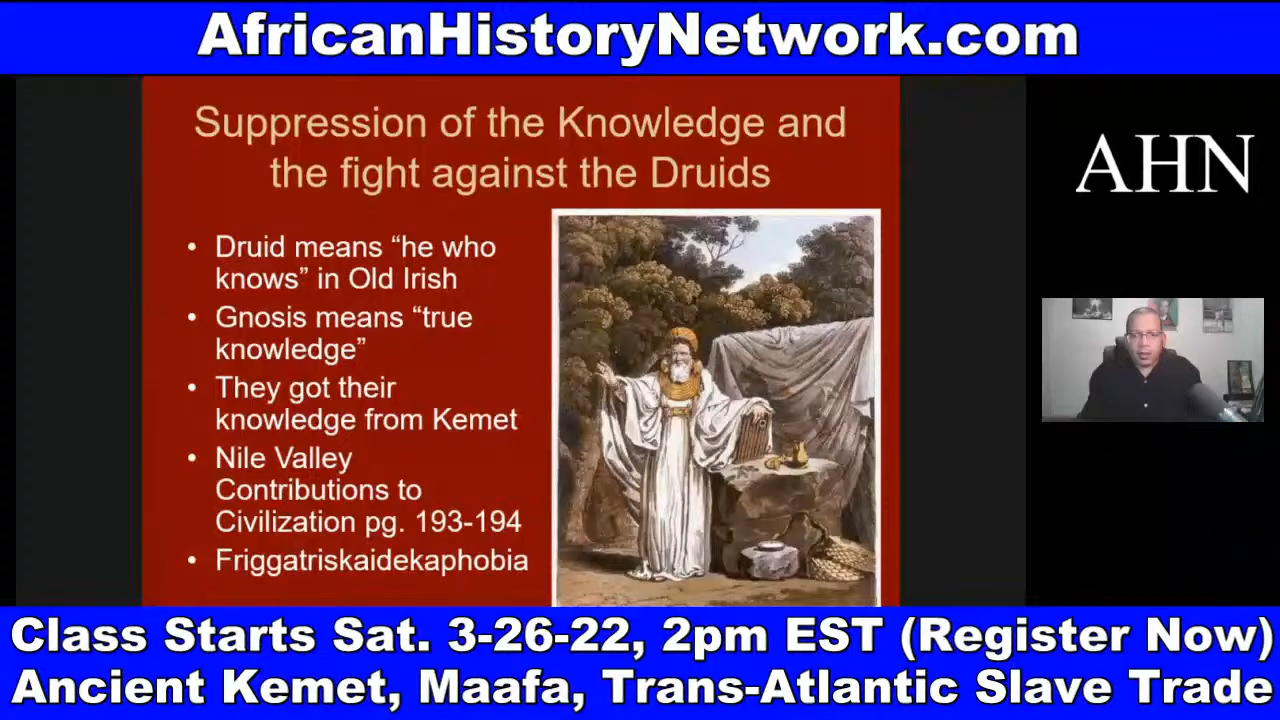 AfricanHistoryNetwork.com
Suppression of the Knowledge and
the fight against the Druids
• Druid means “he who
knows” in Old Irish
• Gnosis means “true
knowledge”
• They got their
knowledge from Kemet
• Nile Valley
Contributions to
Civilization pg. 193-194
• Friggatriskaidekaphobia
AHN
Class Starts Sat. 3-26-22, 2pm EST (Register Now)
Ancient Kemet, Maafa, Trans-Atlantic Slave Trade